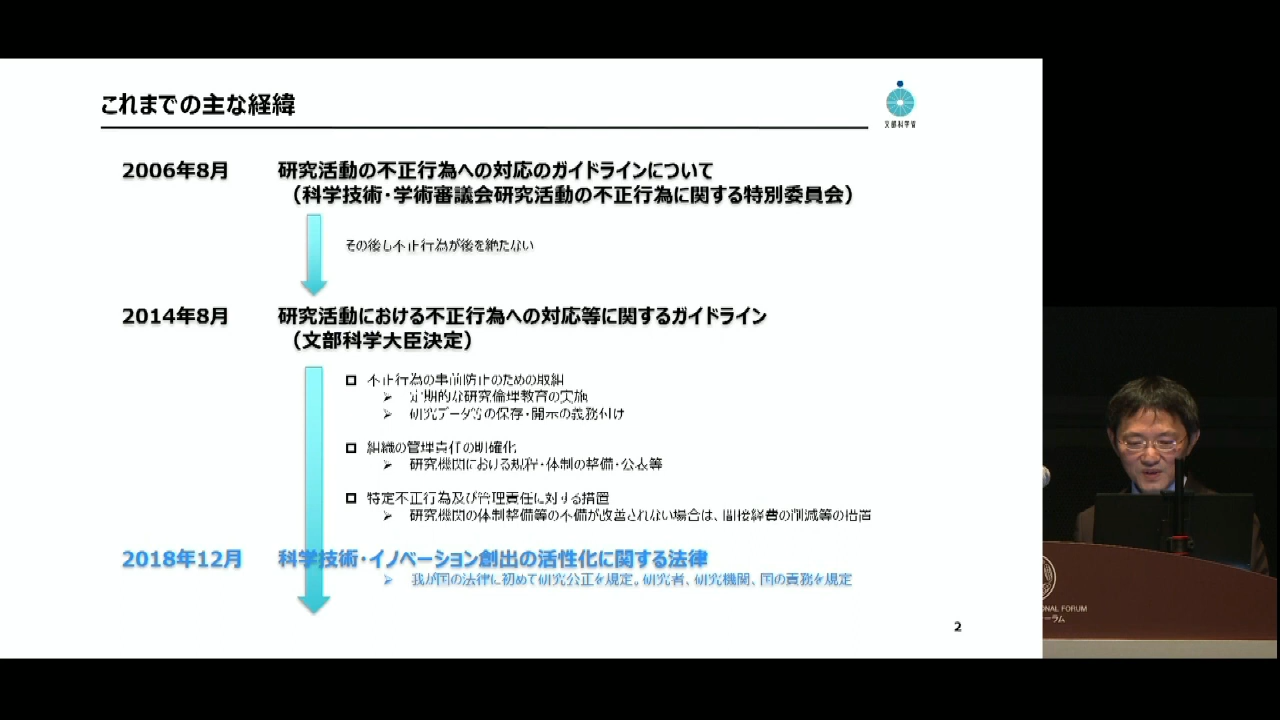 これまでの主な経緯
文部科学省
2006年8月 研究活動の不正行為への対応のガイドラインについて
（科学技術・学術審議会研究活動の不正行為に関する特別委員会）
その後も不正行為が後を絶たない
2014年8月 研究活動における不正行為への対応等に関するガイドライン
（文部科学大臣決定）
不正行為の事前防止のための取組
定期的な研究倫理教育の実施
研究データ等の保存・開示の義務付け
組織の管理責任の明確化
研究機関における規程・体制の整備・公表等
特定不正行為及び管理責任に対する措置
研究機関の体制整備等の不備が改善されない場合は、間接経費の削減等の措置
2018年12月 科学技術・イノベーション創出の活性化に関する法律
我が国の法律に初めて研究公正を規定。研究者、研究機関、国の責務を規定
2
ONAL FORUM
ーラム